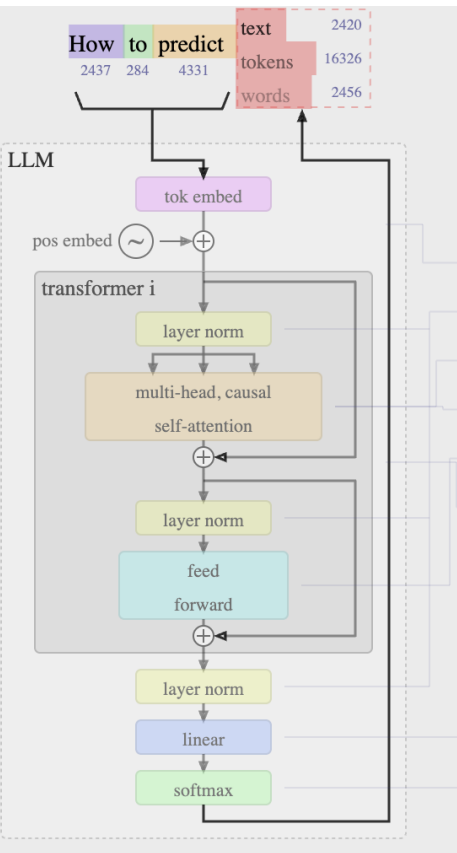 How to predict
2437 284 4331
text 2420
tokens 16326
words 2456
LLM
tok embed
pos embed ~
transformer i
layer norm
multi-head, causal
self-attention
layer norm
feed
forward
layer norm
linear
softmax